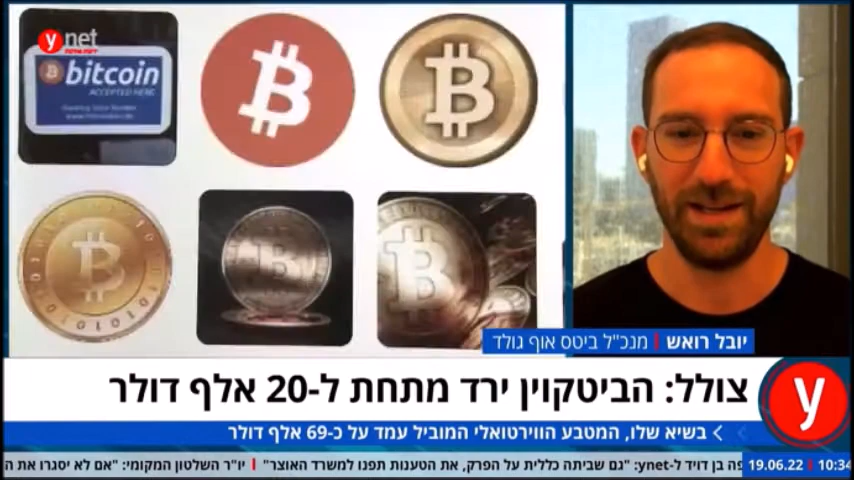 ynet
bitcoin
ACCEPTED HERE
יובל רואש | מנכ"ל ביטס אוף גולד
צולל: הביטקוין ירד מתחת ל-20 אלף דולר
בשיא שלו, המטבע הווירטואלי המוביל עמד על כ-69 אלף דולר
y
10:34 19.06.22 פה בן דויד ל-ynet: "גם שביתה כללית על הפרק, את הטענות תפנו למשרד האוצר" | יו"ר השלטון המקומי: "אם לא יסגרו את ה